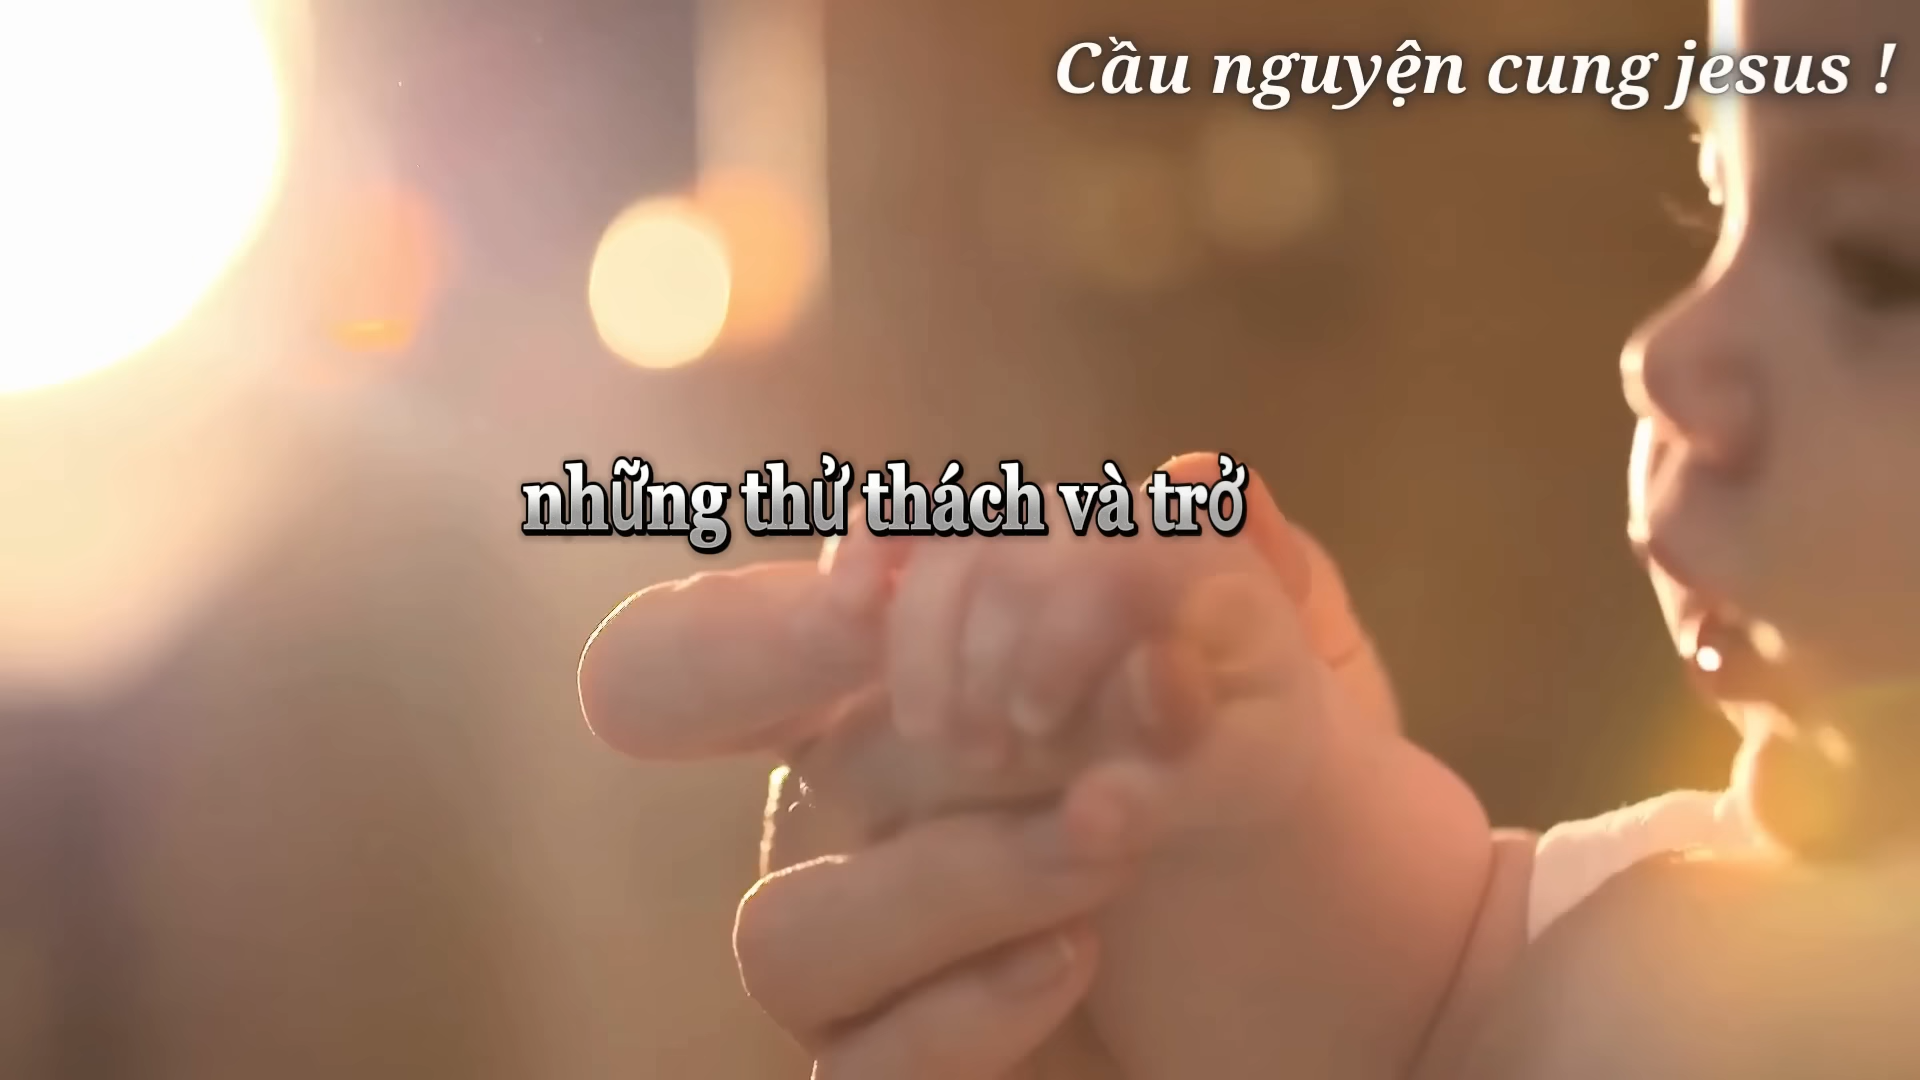 Cầu nguyện cung jesus !
những thử thách và trở